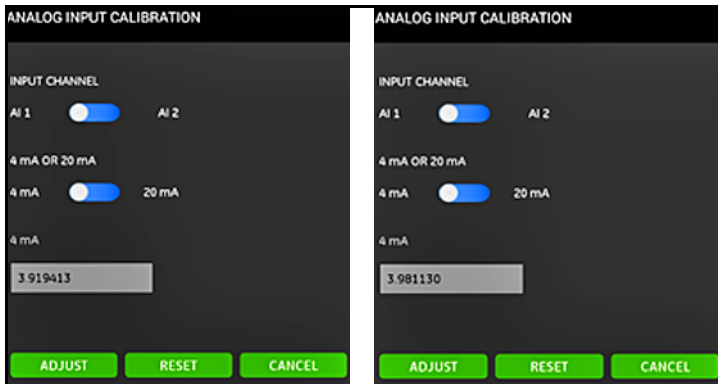 ANALOG INPUT CALIBRATION
INPUT CHANNEL
AI 1 AI 2
4 mA OR 20 mA
4 mA 20 mA
4 mA
3.919413
ADJUST RESET CANCEL
ANALOG INPUT CALIBRATION
INPUT CHANNEL
AI 1 AI 2
4 mA OR 20 mA
4 mA 20 mA
4 mA
3.981130
ADJUST RESET CANCEL